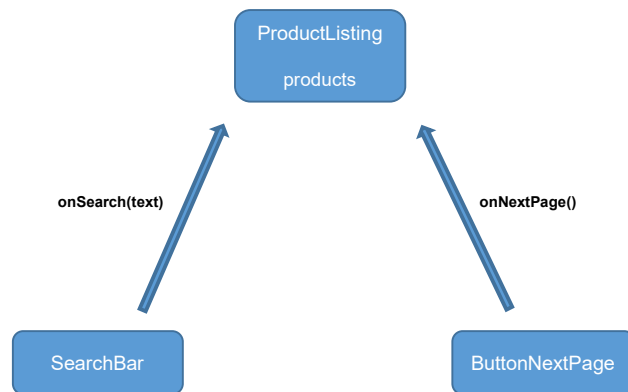 ProductListing
products
onSearch(text)
onNextPage()
SearchBar
ButtonNextPage